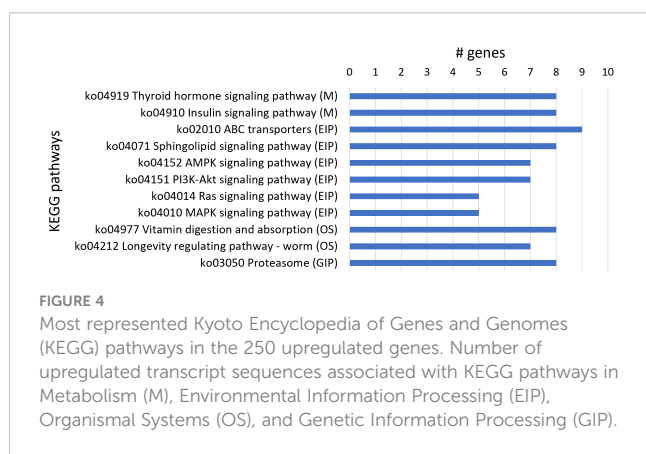 # genes
0 1 2 3 4 5 6 7 8 9 10
KEGG pathways
ko04919 Thyroid hormone signaling pathway (M)
ko04910 Insulin signaling pathway (M)
ko02010 ABC transporters (EIP)
ko04071 Sphingolipid signaling pathway (EIP)
ko04152 AMPK signaling pathway (EIP)
ko04151 PI3K-Akt signaling pathway (EIP)
ko04014 Ras signaling pathway (EIP)
ko04010 MAPK signaling pathway (EIP)
ko04977 Vitamin digestion and absorption (OS)
ko04212 Longevity regulating pathway - worm (OS)
ko03050 Proteasome (GIP)
FIGURE 4
Most represented Kyoto Encyclopedia of Genes and Genomes
(KEGG) pathways in the 250 upregulated genes. Number of
upregulated transcript sequences associated with KEGG pathways in
Metabolism (M), Environmental Information Processing (EIP),
Organismal Systems (OS), and Genetic Information Processing (GIP).